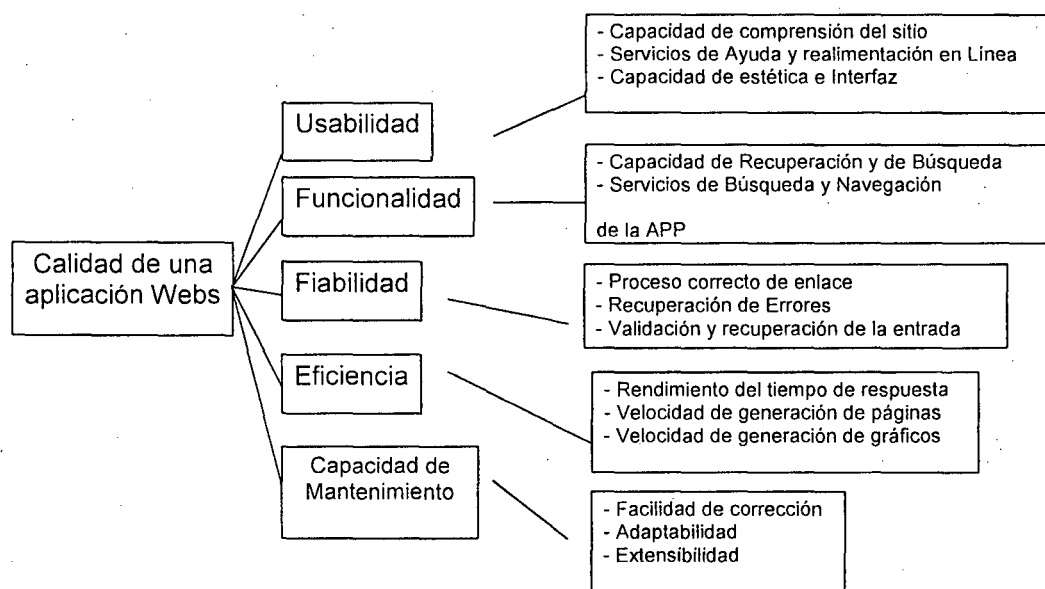 Calidad de una
aplicación Webs
Usabilidad
- Capacidad de comprensión del sitio
- Servicios de Ayuda y realimentación en Línea
- Capacidad de estética e Interfaz
Funcionalidad
- Capacidad de Recuperación y de Búsqueda
- Servicios de Búsqueda y Navegación
de la APP
Fiabilidad
- Proceso correcto de enlace
- Recuperación de Errores
- Validación y recuperación de la entrada
Eficiencia
- Rendimiento del tiempo de respuesta
- Velocidad de generación de páginas
- Velocidad de generación de gráficos
Capacidad de
Mantenimiento
- Facilidad de corrección
- Adaptabilidad
- Extensibilidad